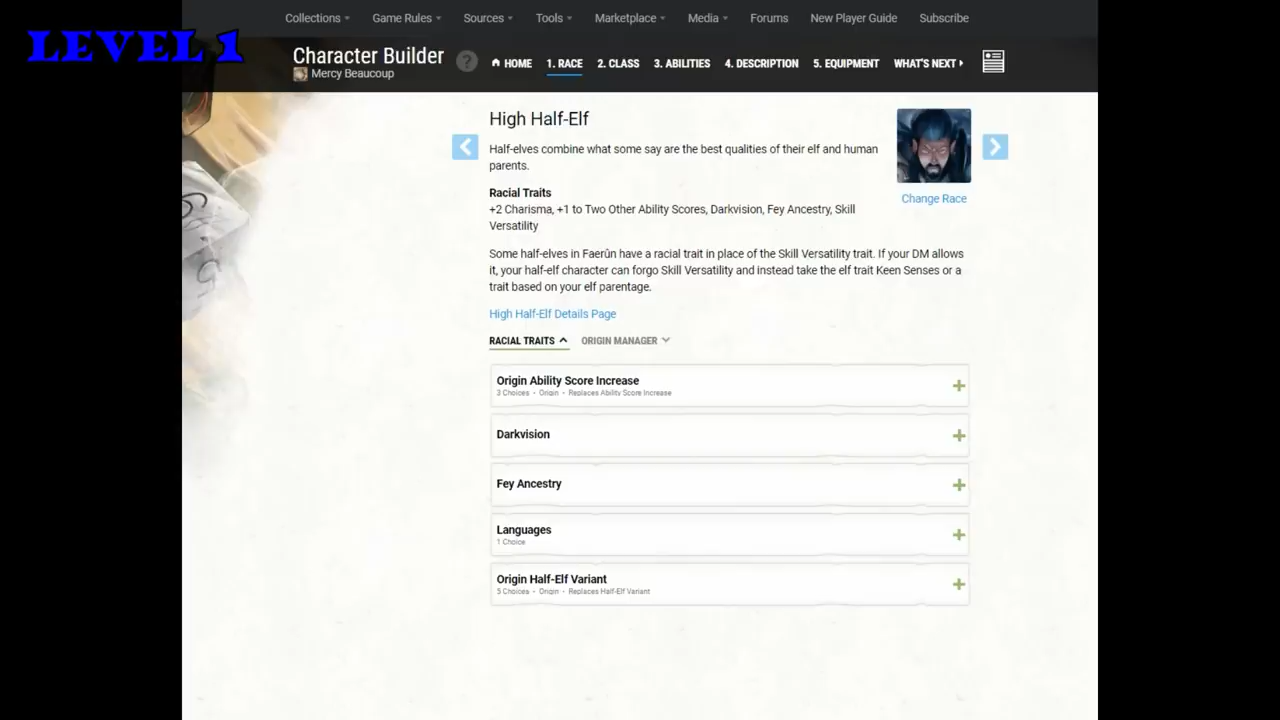 Collections Game Rules Sources Tools Marketplace Media Forums New Player Guide Subscribe
LEVEL 1
Character Builder ? HOME 1. RACE 2. CLASS 3. ABILITIES 4. DESCRIPTION 5. EQUIPMENT WHAT'S NEXT
Mercy Beaucoup
High Half-Elf
Half-elves combine what some say are the best qualities of their elf and human
parents.
Racial Traits
+2 Charisma, +1 to Two Other Ability Scores, Darkvision, Fey Ancestry, Skill
Versatility
Change Race
Some half-elves in Faerûn have a racial trait in place of the Skill Versatility trait. If your DM allows
it, your half-elf character can forgo Skill Versatility and instead take the elf trait Keen Senses or a
trait based on your elf parentage.
High Half-Elf Details Page
RACIAL TRAITS ORIGIN MANAGER
Origin Ability Score Increase
3 Choices • Origin • Replaces Ability Score Increase
Darkvision
Fey Ancestry
Languages
1 Choice
Origin Half-Elf Variant
5 Choices • Origin • Replaces Half-Elf Variant